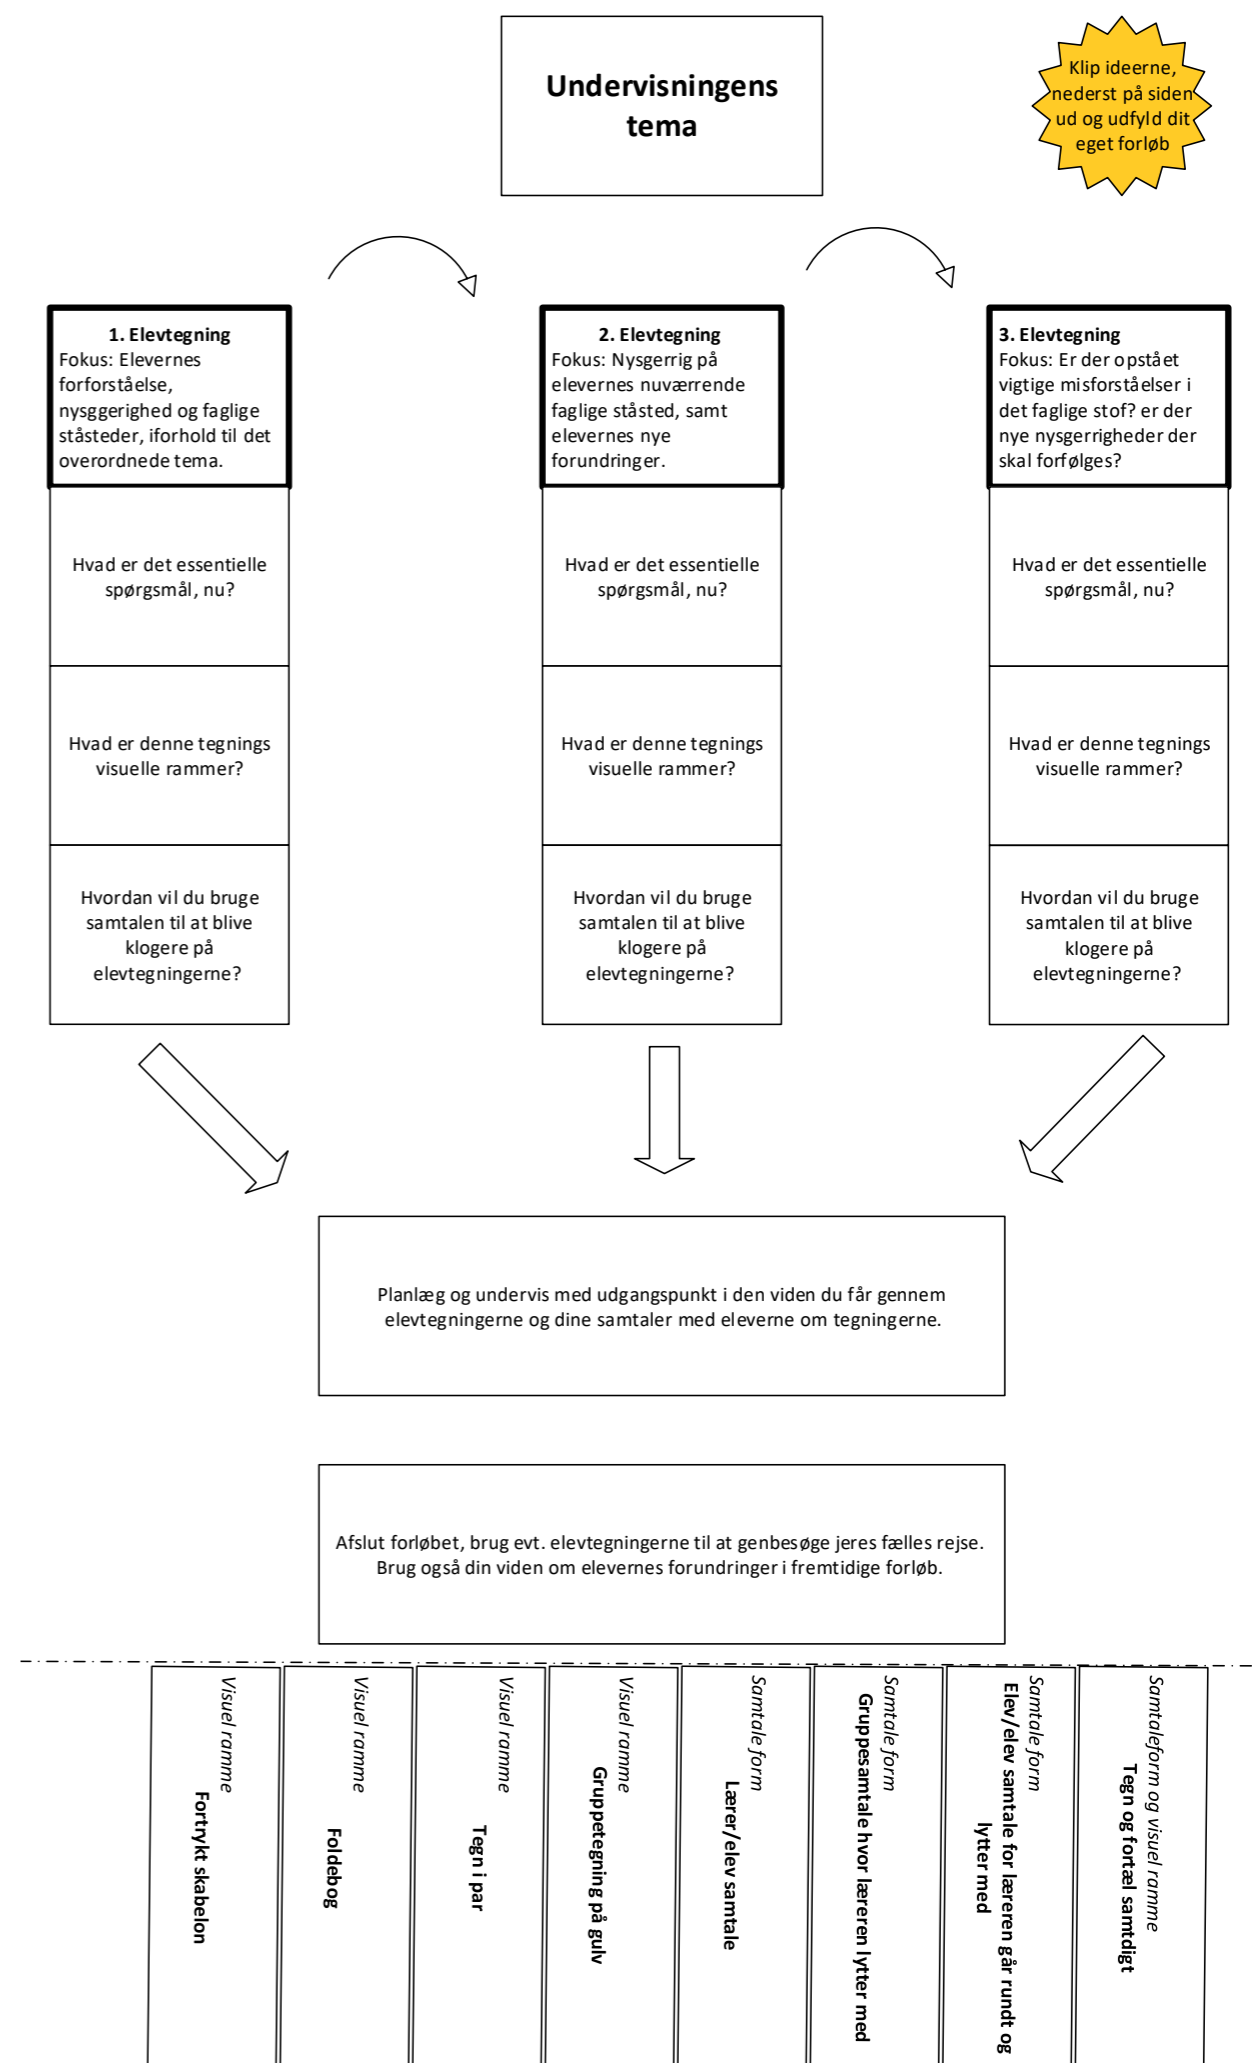 Undervisningens
tema
Klip ideerne,
nederst på siden
ud og udfyld dit
eget forløb
1. Elevtegning
Fokus: Elevernes
forforståelse,
nysggerighed og faglige
ståsteder, iforhold til det
overordnede tema.
Hvad er det essentielle
spørgsmål, nu?
Hvad er denne tegnings
visuelle rammer?
Hvordan vil du bruge
samtalen til at blive
klogere på
elevtegningerne?
2. Elevtegning
Fokus: Nysgerrig på
elevernes nuværrende
faglige ståsted, samt
elevernes nye
forundringer.
Hvad er det essentielle
spørgsmål, nu?
Hvad er denne tegnings
visuelle rammer?
Hvordan vil du bruge
samtalen til at blive
klogere på
elevtegningerne?
3. Elevtegning
Fokus: Er der opstået
vigtige misforståelser i
det faglige stof? er der
nye nysgerrigheder der
skal forfølges?
Hvad er det essentielle
spørgsmål, nu?
Hvad er denne tegnings
visuelle rammer?
Hvordan vil du bruge
samtalen til at blive
klogere på
elevtegningerne?
Planlæg og undervis med udgangspunkt i den viden du får gennem
elevtegningerne og dine samtaler med eleverne om tegningerne.
Afslut forløbet, brug evt. elevtegningerne til at genbesøge jeres fælles rejse.
Brug også din viden om elevernes forundringer i fremtidige forløb.
Visuel ramme
Fortrykt skabelon
Visuel ramme
Foldebog
Visuel ramme
Tegn i par
Visuel ramme
Gruppetegning på gulv
Samtale form
Lærer/elev samtale
Samtale form
Gruppesamtale hvor læreren lytter med
Samtale form
Elev/elev samtale for læreren går rundt og
lytter med
Samtaleform og visuel ramme
Tegn og fortæl samtdigt